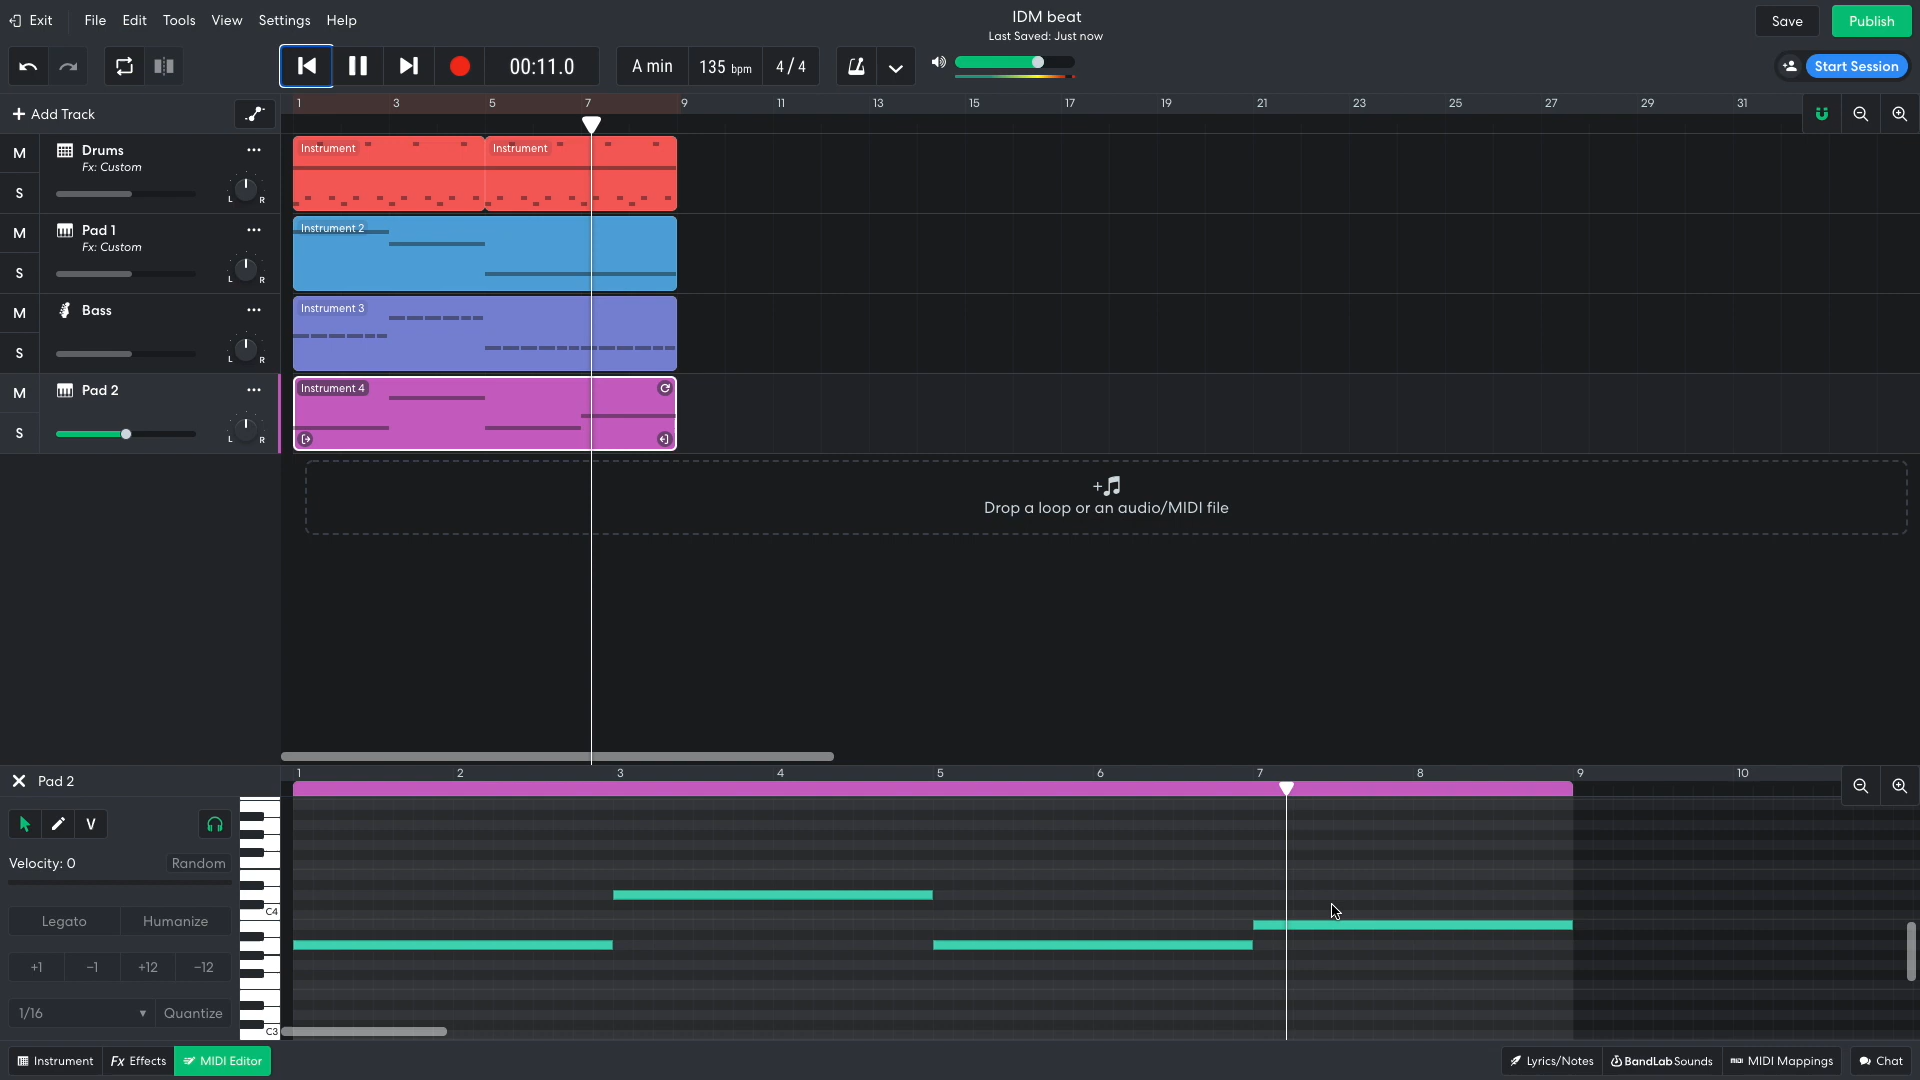 Exit File Edit Tools View Settings Help
IDM beat
Last Saved: Just now
Save Publish
00:11.0 A min 135 bpm 4/4
Start Session
+ Add Track
1 3 5 7 9 11 13 15 17 19 21 23 25 27 29 31
M S Drums
Fx: Custom
L R
Instrument Instrument
M S Pad 1
Fx: Custom
L R
Instrument 2
M S Bass
L R
Instrument 3
M S Pad 2
L R
Instrument 4
Drop a loop or an audio/MIDI file
Pad 2
1 2 3 4 5 6 7 8 9 10
V
Velocity: 0 Random
Legato Humanize
+1 −1 +12 −12
1/16 Quantize
C4
C3
Instrument Fx Effects MIDI Editor
Lyrics/Notes BandLab Sounds MIDI Mappings Chat